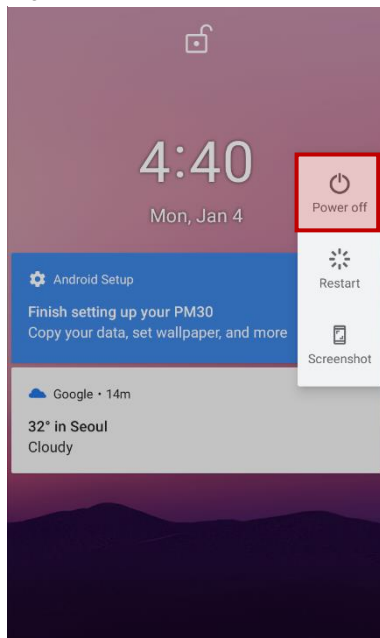 4:40
Mon, Jan 4
Power off
Restart
Screenshot
Android Setup
Finish setting up your PM30
Copy your data, set wallpaper, and more
Google • 14m
32° in Seoul
Cloudy